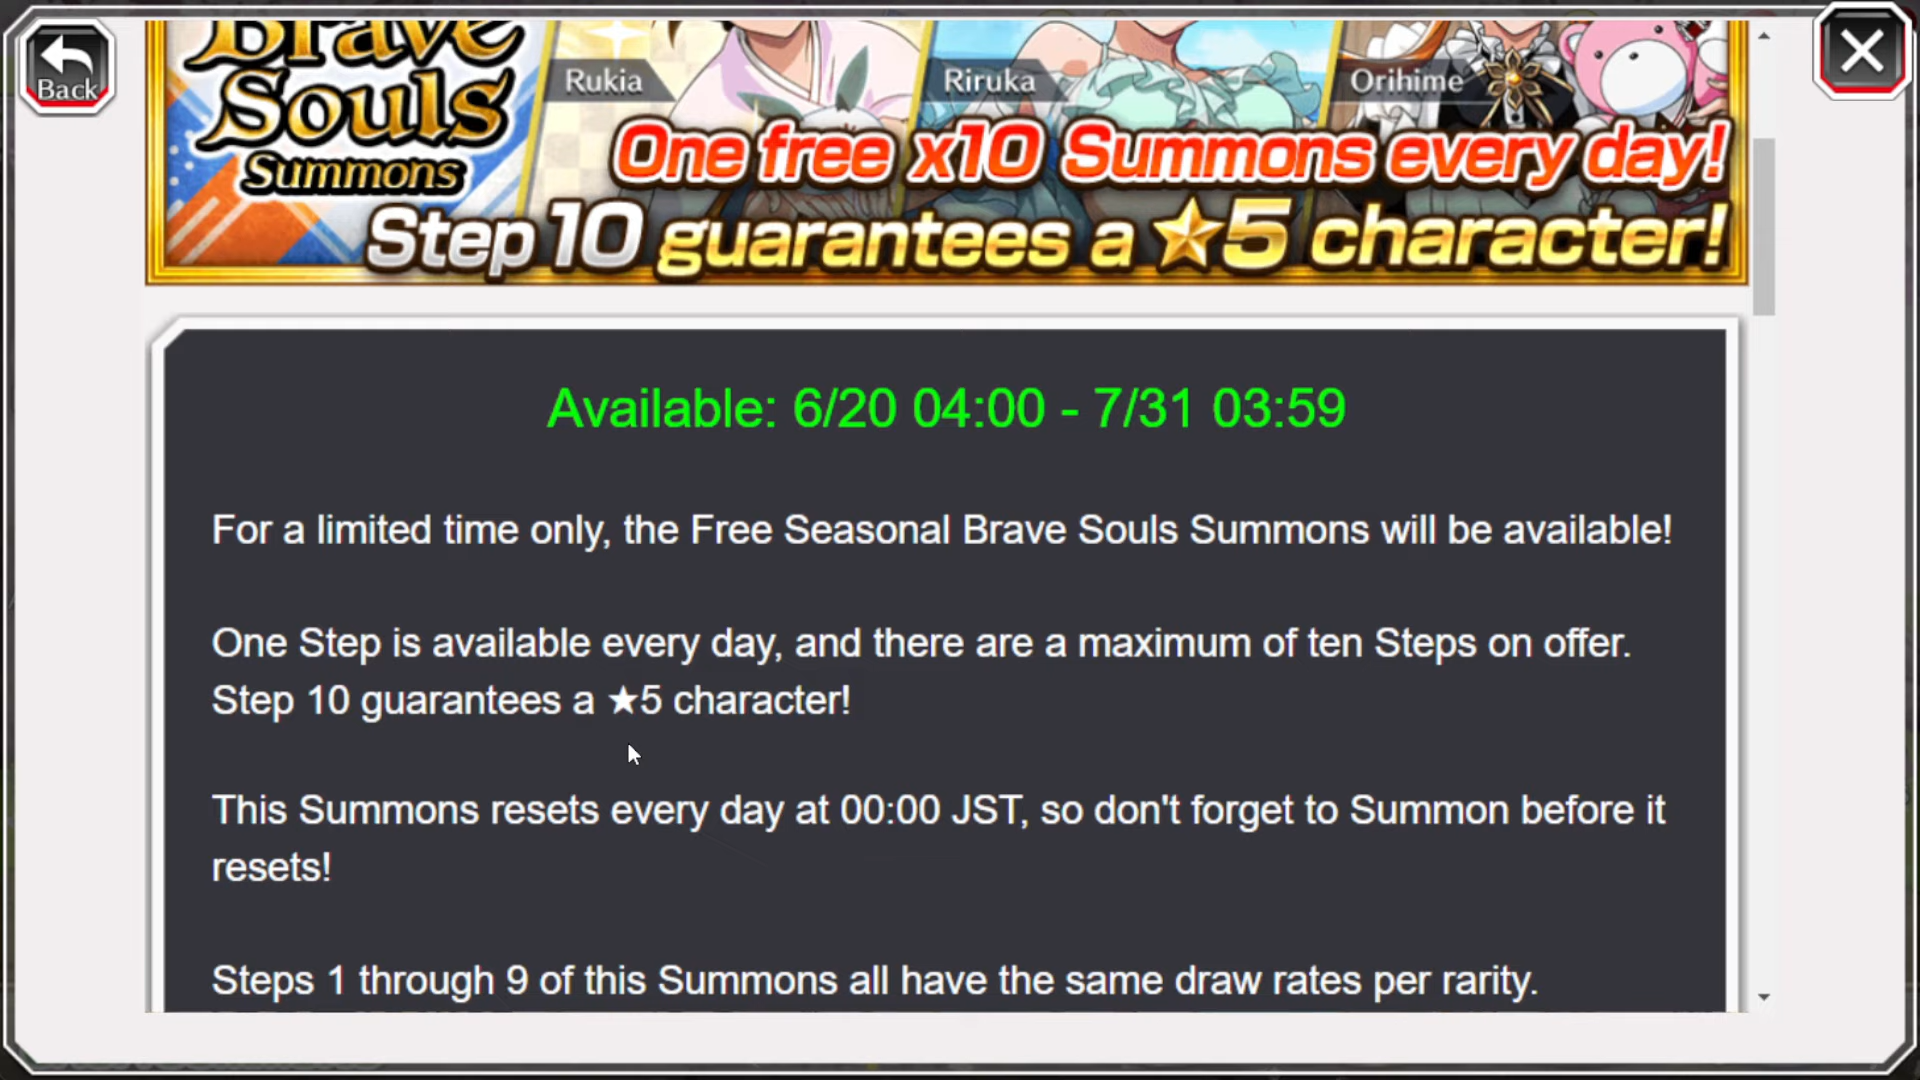 Back
Brave
Souls
Summons
Rukia
Riruka
Orihime
One free x10 Summons every day!
Step 10 guarantees a ★5 character!
Available: 6/20 04:00 - 7/31 03:59
For a limited time only, the Free Seasonal Brave Souls Summons will be available!
One Step is available every day, and there are a maximum of ten Steps on offer.
Step 10 guarantees a ★5 character!
This Summons resets every day at 00:00 JST, so don't forget to Summon before it
resets!
Steps 1 through 9 of this Summons all have the same draw rates per rarity.